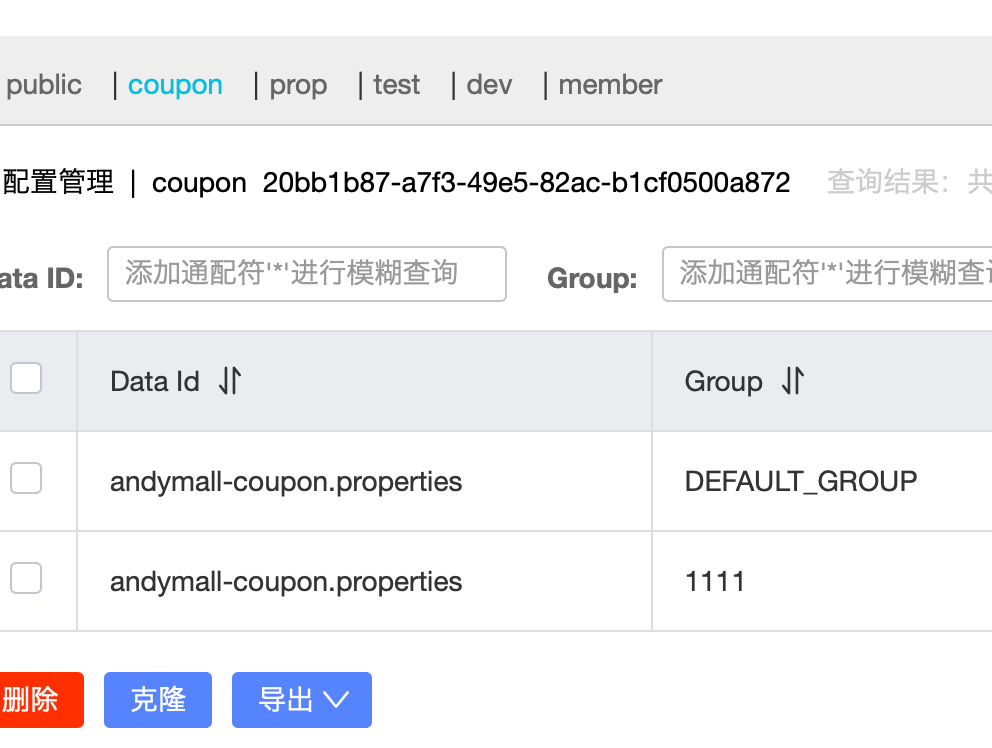 public | coupon | prop | test | dev | member
配置管理 | coupon 20bb1b87-a7f3-49e5-82ac-b1cf0500a872 查询结果：共
ata ID: 添加通配符'*'进行模糊查询 Group: 添加通配符'*'进行模糊查询
Data Id Group
andymall-coupon.properties DEFAULT_GROUP
andymall-coupon.properties 1111
删除 克隆 导出